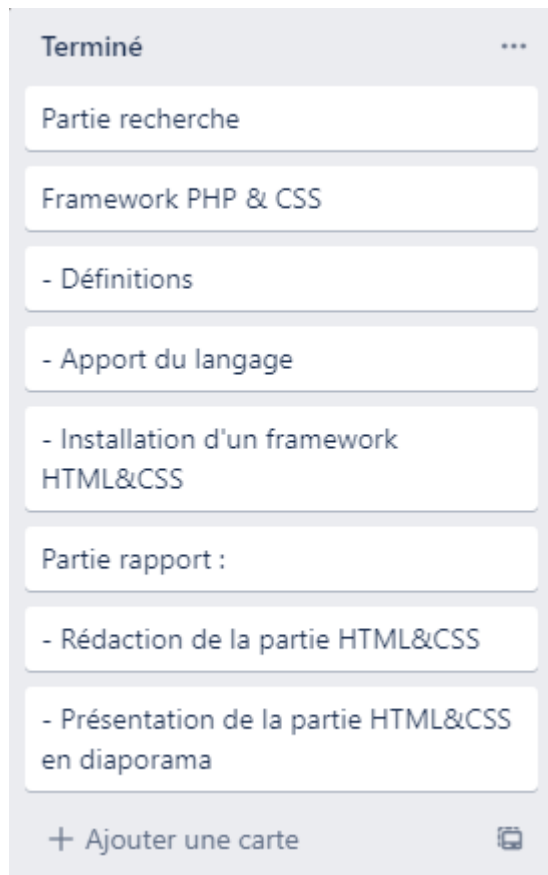 Terminé
Partie recherche
Framework PHP & CSS
- Définitions
- Apport du langage
- Installation d'un framework
HTML&CSS
Partie rapport :
- Rédaction de la partie HTML&CSS
- Présentation de la partie HTML&CSS
en diaporama
+ Ajouter une carte